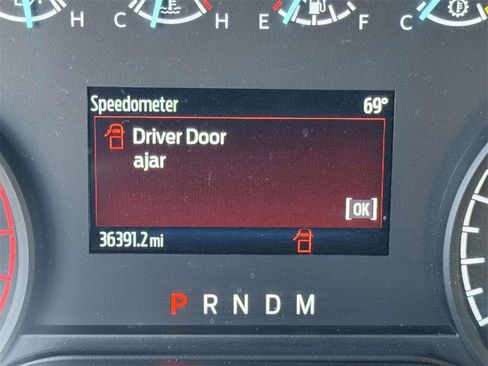 H C H E F C
Speedometer 69°
Driver Door
ajar
[OK]
36391.2 mi
P R N D M